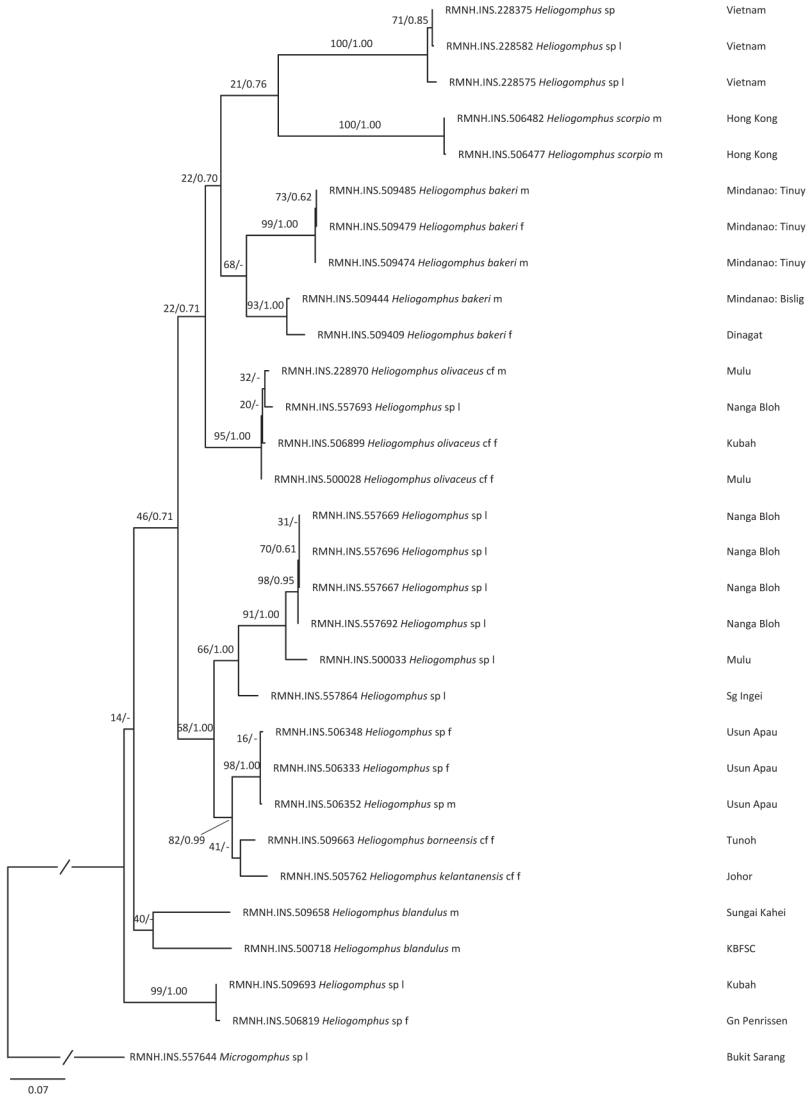 71/0.85
RMNH.INS.228375 Heliogomphus sp Vietnam
RMNH.INS.228582 Heliogomphus sp l Vietnam
100/1.00
RMNH.INS.228575 Heliogomphus sp l Vietnam
21/0.76
RMNH.INS.506482 Heliogomphus scorpio m Hong Kong
100/1.00
RMNH.INS.506477 Heliogomphus scorpio m Hong Kong
22/0.70
RMNH.INS.509485 Heliogomphus bakeri m Mindanao: Tinuy
73/0.62
99/1.00
RMNH.INS.509479 Heliogomphus bakeri f Mindanao: Tinuy
RMNH.INS.509474 Heliogomphus bakeri m Mindanao: Tinuy
68/-
RMNH.INS.509444 Heliogomphus bakeri m Mindanao: Bislig
93/1.00
22/0.71
RMNH.INS.509409 Heliogomphus bakeri f Dinagat
RMNH.INS.228970 Heliogomphus olivaceus cf m Mulu
32/-
20/-
RMNH.INS.557693 Heliogomphus sp l Nanga Bloh
95/1.00
RMNH.INS.506899 Heliogomphus olivaceus cf f Kubah
RMNH.INS.500028 Heliogomphus olivaceus cf f Mulu
46/0.71
RMNH.INS.557669 Heliogomphus sp l Nanga Bloh
31/-
70/0.61
RMNH.INS.557696 Heliogomphus sp l Nanga Bloh
98/0.95
RMNH.INS.557667 Heliogomphus sp l Nanga Bloh
91/1.00
RMNH.INS.557692 Heliogomphus sp l Nanga Bloh
66/1.00
RMNH.INS.500033 Heliogomphus sp l Mulu
RMNH.INS.557864 Heliogomphus sp l Sg Ingei
14/-
68/1.00
RMNH.INS.506348 Heliogomphus sp f Usun Apau
16/-
98/1.00
RMNH.INS.506333 Heliogomphus sp f Usun Apau
RMNH.INS.506352 Heliogomphus sp m Usun Apau
82/0.99
RMNH.INS.509663 Heliogomphus borneensis cf f Tunoh
41/-
RMNH.INS.505762 Heliogomphus kelantanensis cf f Johor
RMNH.INS.509658 Heliogomphus blandulus m Sungai Kahei
40/-
RMNH.INS.500718 Heliogomphus blandulus m KBFSC
RMNH.INS.509693 Heliogomphus sp l Kubah
99/1.00
RMNH.INS.506819 Heliogomphus sp f Gn Penrissen
RMNH.INS.557644 Microgomphus sp l Bukit Sarang
0.07